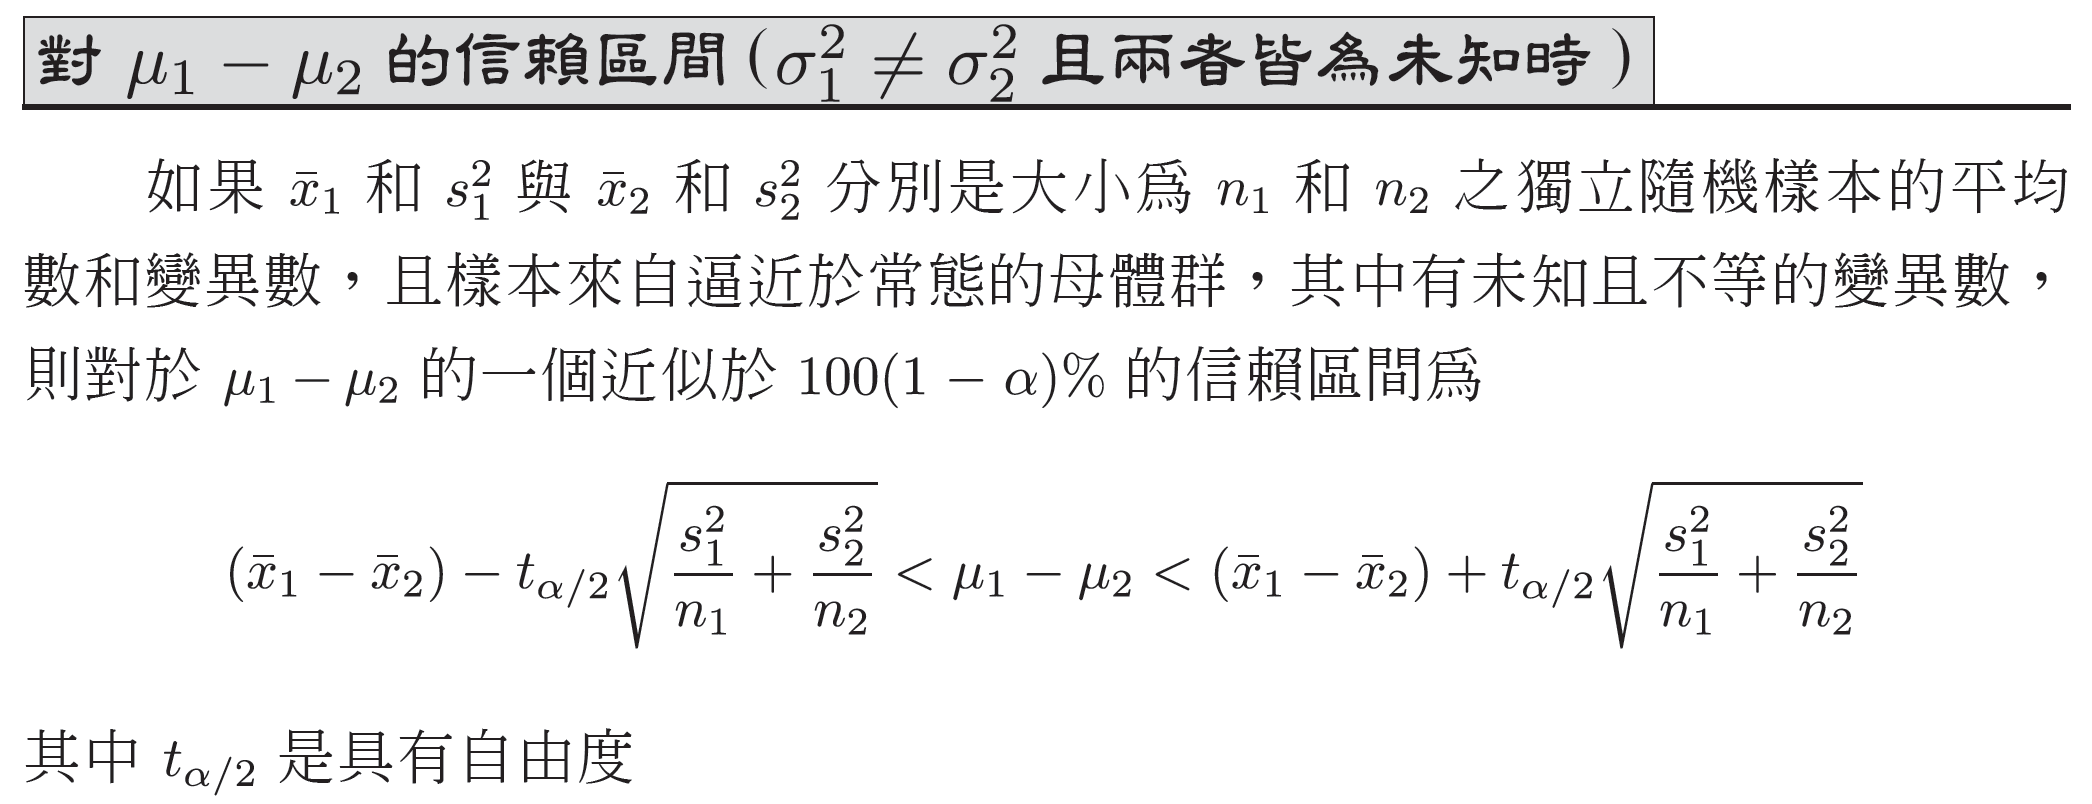 對 μ₁ − μ₂ 的信賴區間 (σ₁² ≠ σ₂² 且兩者皆為未知時)
如果 x̄₁ 和 s₁² 與 x̄₂ 和 s₂² 分別是大小爲 n₁ 和 n₂ 之獨立隨機樣本的平均
數和變異數，且樣本來自逼近於常態的母體群，其中有未知且不等的變異數，
則對於 μ₁ − μ₂ 的一個近似於 100(1 − α)% 的信賴區間爲
(x̄₁ − x̄₂) − t_{α/2}√(s₁²/n₁ + s₂²/n₂) < μ₁ − μ₂ < (x̄₁ − x̄₂) + t_{α/2}√(s₁²/n₁ + s₂²/n₂)
其中 t_{α/2} 是具有自由度